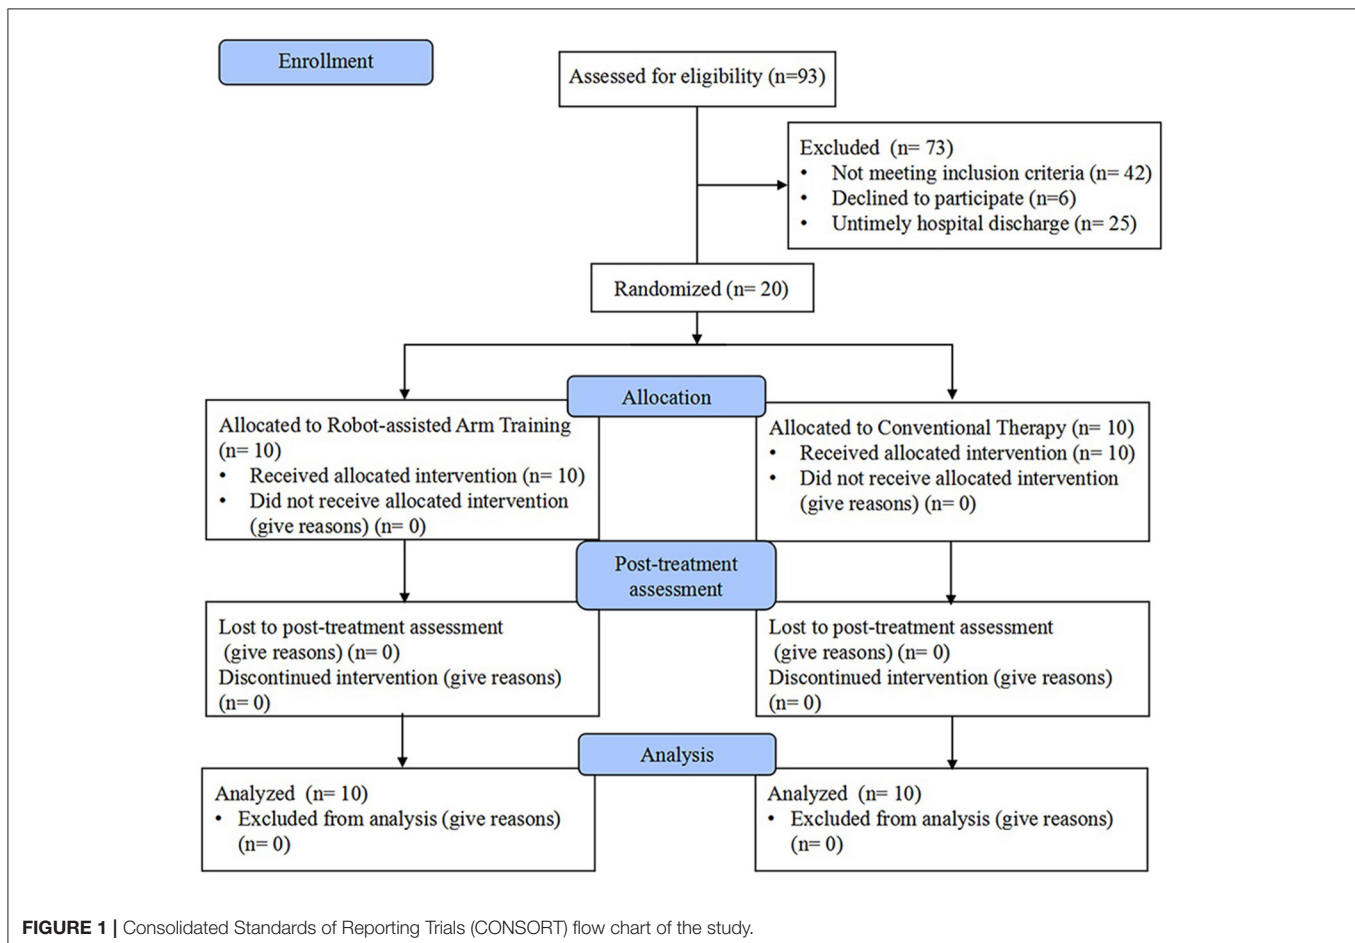 Enrollment
Assessed for eligibility (n=93)
Excluded (n= 73)
• Not meeting inclusion criteria (n= 42)
• Declined to participate (n=6)
• Untimely hospital discharge (n= 25)
Randomized (n= 20)
Allocation
Allocated to Robot-assisted Arm Training
(n= 10)
• Received allocated intervention (n= 10)
• Did not receive allocated intervention
(give reasons) (n= 0)
Allocated to Conventional Therapy (n= 10)
• Received allocated intervention (n= 10)
• Did not receive allocated intervention
(give reasons) (n= 0)
Post-treatment
assessment
Lost to post-treatment assessment
(give reasons) (n= 0)
Discontinued intervention (give reasons)
(n= 0)
Lost to post-treatment assessment
(give reasons) (n= 0)
Discontinued intervention (give reasons)
(n= 0)
Analysis
Analyzed (n= 10)
• Excluded from analysis (give reasons)
(n= 0)
Analyzed (n= 10)
• Excluded from analysis (give reasons)
(n= 0)
FIGURE 1 | Consolidated Standards of Reporting Trials (CONSORT) flow chart of the study.